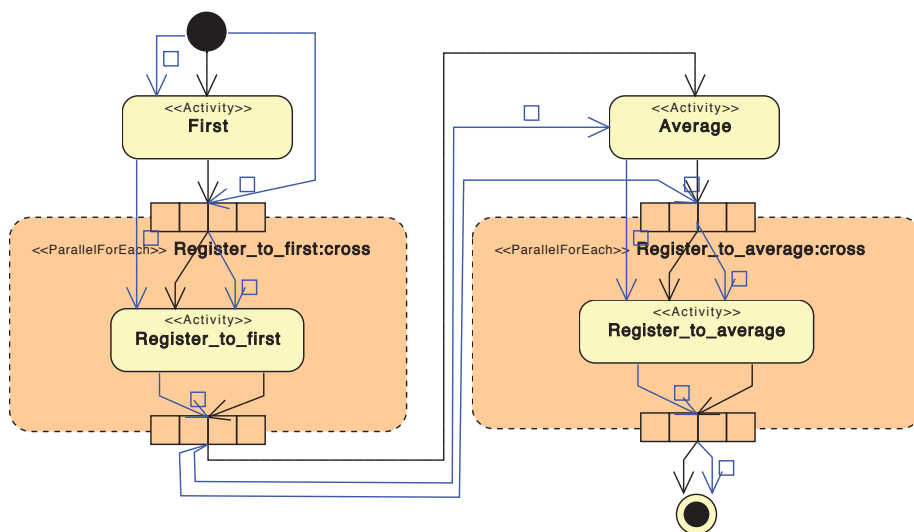 <<Activity>>
First
<<ParallelForEach>> Register_to_first:cross
<<Activity>>
Register_to_first
<<Activity>>
Average
<<ParallelForEach>> Register_to_average:cross
<<Activity>>
Register_to_average